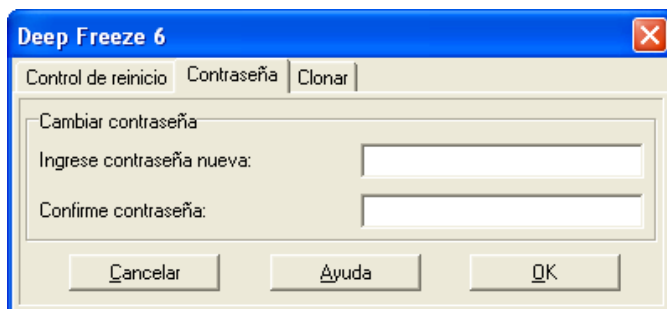 Deep Freeze 6
Control de reinicio Contraseña Clonar
Cambiar contraseña
Ingrese contraseña nueva:
Confirme contraseña:
Cancelar Ayuda OK